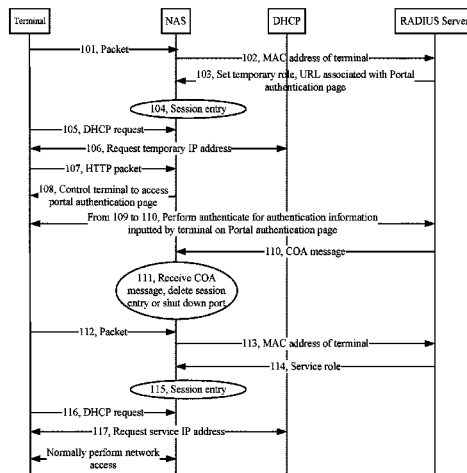 Terminal
NAS
DHCP
RADIUS Server
101, Packet
102, MAC address of terminal
103, Set temporary role, URL associated with Portal
authentication page
104, Session entry
105, DHCP request
106, Request temporary IP address
107, HTTP packet
108, Control terminal to access
portal authentication page
From 109 to 110, Perform authenticate for authentication information
inputted by terminal on Portal authentication page
110, COA message
111, Receive COA
message, delete session
entry or shut down port
112, Packet
113, MAC address of terminal
114, Service role
115, Session entry
116, DHCP request
117, Request service IP address
Normally perform network
access